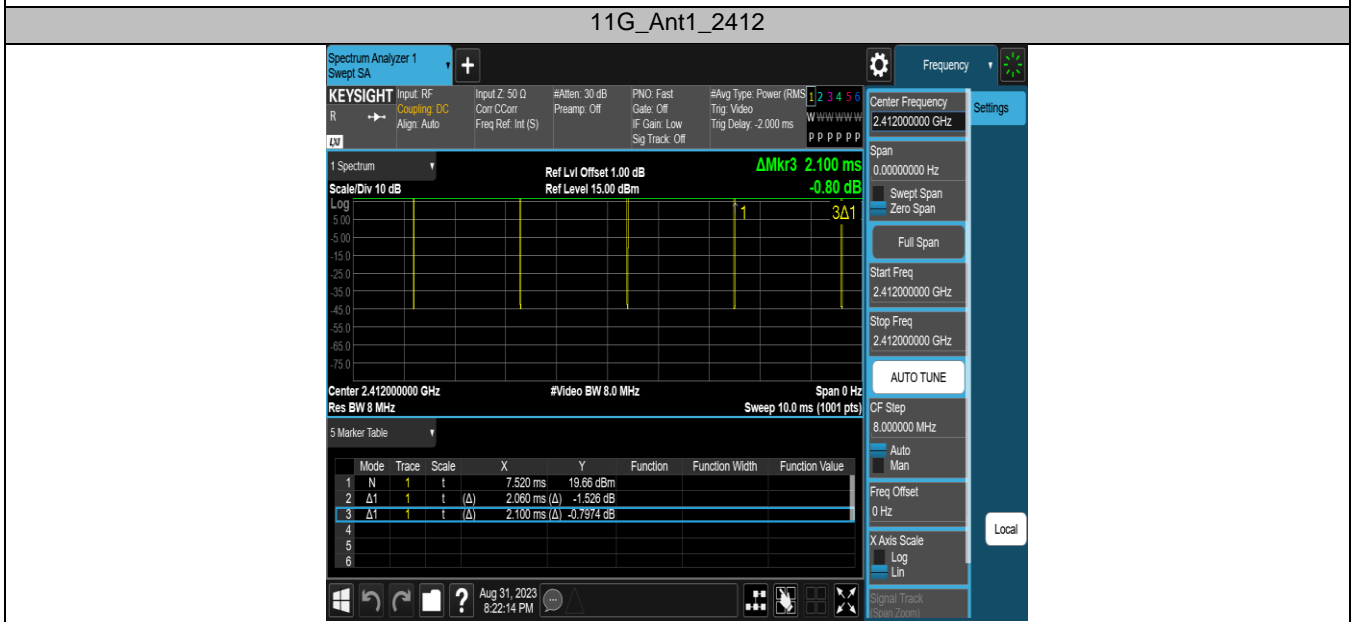 11G_Ant1_2412
Spectrum Analyzer 1
Swept SA
+
Frequency
KEYSIGHT
R
LXI
Input: RF
Coupling: DC
Align: Auto
Input Z: 50 Ω
Corr CCorr
Freq Ref: Int (S)
#Atten: 30 dB
Preamp: Off
PNO: Fast
Gate: Off
IF Gain: Low
Sig Track: Off
#Avg Type: Power (RMS
Trig: Video
Trig Delay: -2.000 ms
1 2 3 4 5 6
W W W W W W
P P P P P P
1 Spectrum
Scale/Div 10 dB
Ref Lvl Offset 1.00 dB
Ref Level 15.00 dBm
ΔMkr3 2.100 ms
-0.80 dB
Log
5.00
-5.00
-15.0
-25.0
-35.0
-45.0
-55.0
-65.0
-75.0
1
3Δ1
Center 2.412000000 GHz
#Video BW 8.0 MHz
Span 0 Hz
Res BW 8 MHz
Sweep 10.0 ms (1001 pts)
5 Marker Table
Mode Trace Scale X Y Function Function Width Function Value
1 N 1 t 7.520 ms 19.66 dBm
2 Δ1 1 t (Δ) 2.060 ms (Δ) -1.526 dB
3 Δ1 1 t (Δ) 2.100 ms (Δ) -0.7974 dB
4
5
6
?
Aug 31, 2023
8:22:14 PM
Center Frequency
2.412000000 GHz
Span
0.00000000 Hz
Swept Span
Zero Span
Full Span
Start Freq
2.412000000 GHz
Stop Freq
2.412000000 GHz
AUTO TUNE
CF Step
8.000000 MHz
Auto
Man
Freq Offset
0 Hz
X Axis Scale
Log
Lin
Signal Track
(Span Zoom)
Settings
Local